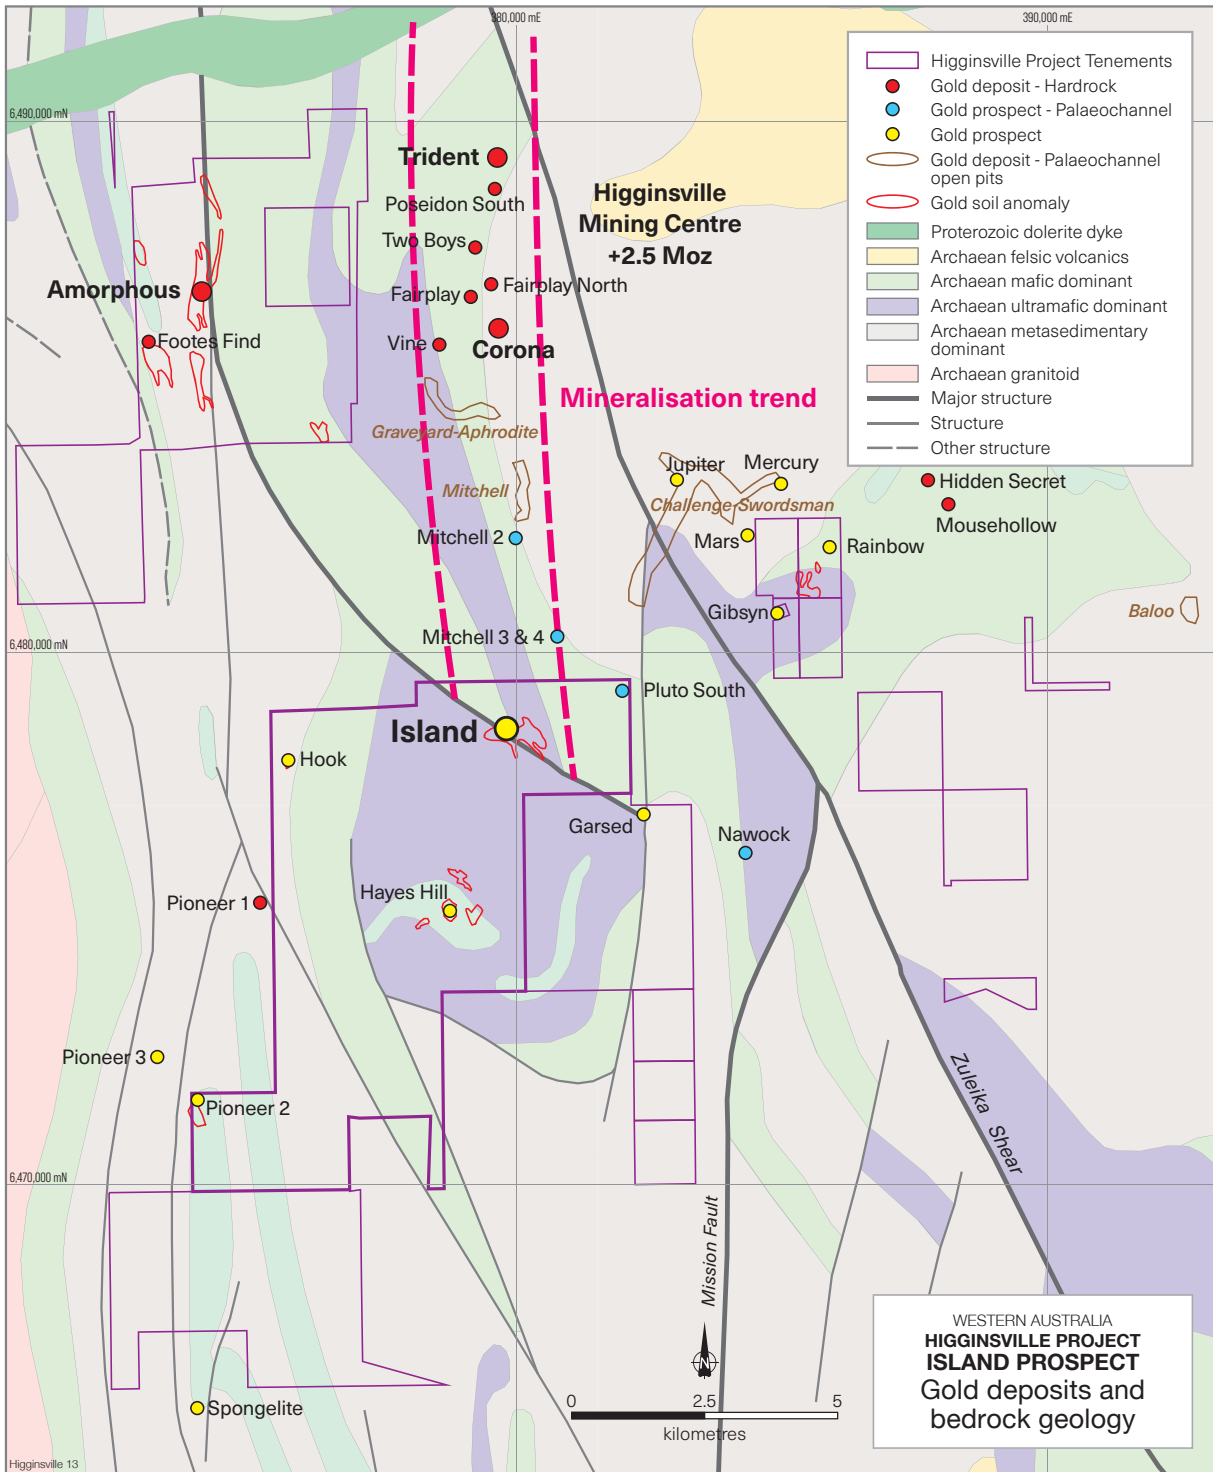 380,000 mE
390,000 mE
6,490,000 mN
6,480,000 mN
6,470,000 mN
Higginsville Project Tenements
Gold deposit - Hardrock
Gold prospect - Palaeochannel
Gold prospect
Gold deposit - Palaeochannel
open pits
Gold soil anomaly
Proterozoic dolerite dyke
Archaean felsic volcanics
Archaean mafic dominant
Archaean ultramafic dominant
Archaean metasedimentary
dominant
Archaean granitoid
Major structure
Structure
Other structure
Trident
Poseidon South
Two Boys
Fairplay North
Fairplay
Vine
Corona
Higginsville
Mining Centre
+2.5 Moz
Amorphous
Footes Find
Mineralisation trend
Graveyard-Aphrodite
Mitchell
Mitchell 2
Jupiter
Mercury
Challenge-Swordsman
Mars
Rainbow
Hidden Secret
Mousehollow
Gibsyn
Baloo
Mitchell 3 & 4
Pluto South
Island
Hook
Garsed
Nawock
Hayes Hill
Pioneer 1
Pioneer 3
Pioneer 2
Spongelite
Zuleika Shear
Mission Fault
N
0 2.5 5
kilometres
WESTERN AUSTRALIA
HIGGINSVILLE PROJECT
ISLAND PROSPECT
Gold deposits and
bedrock geology
Higginsville 13